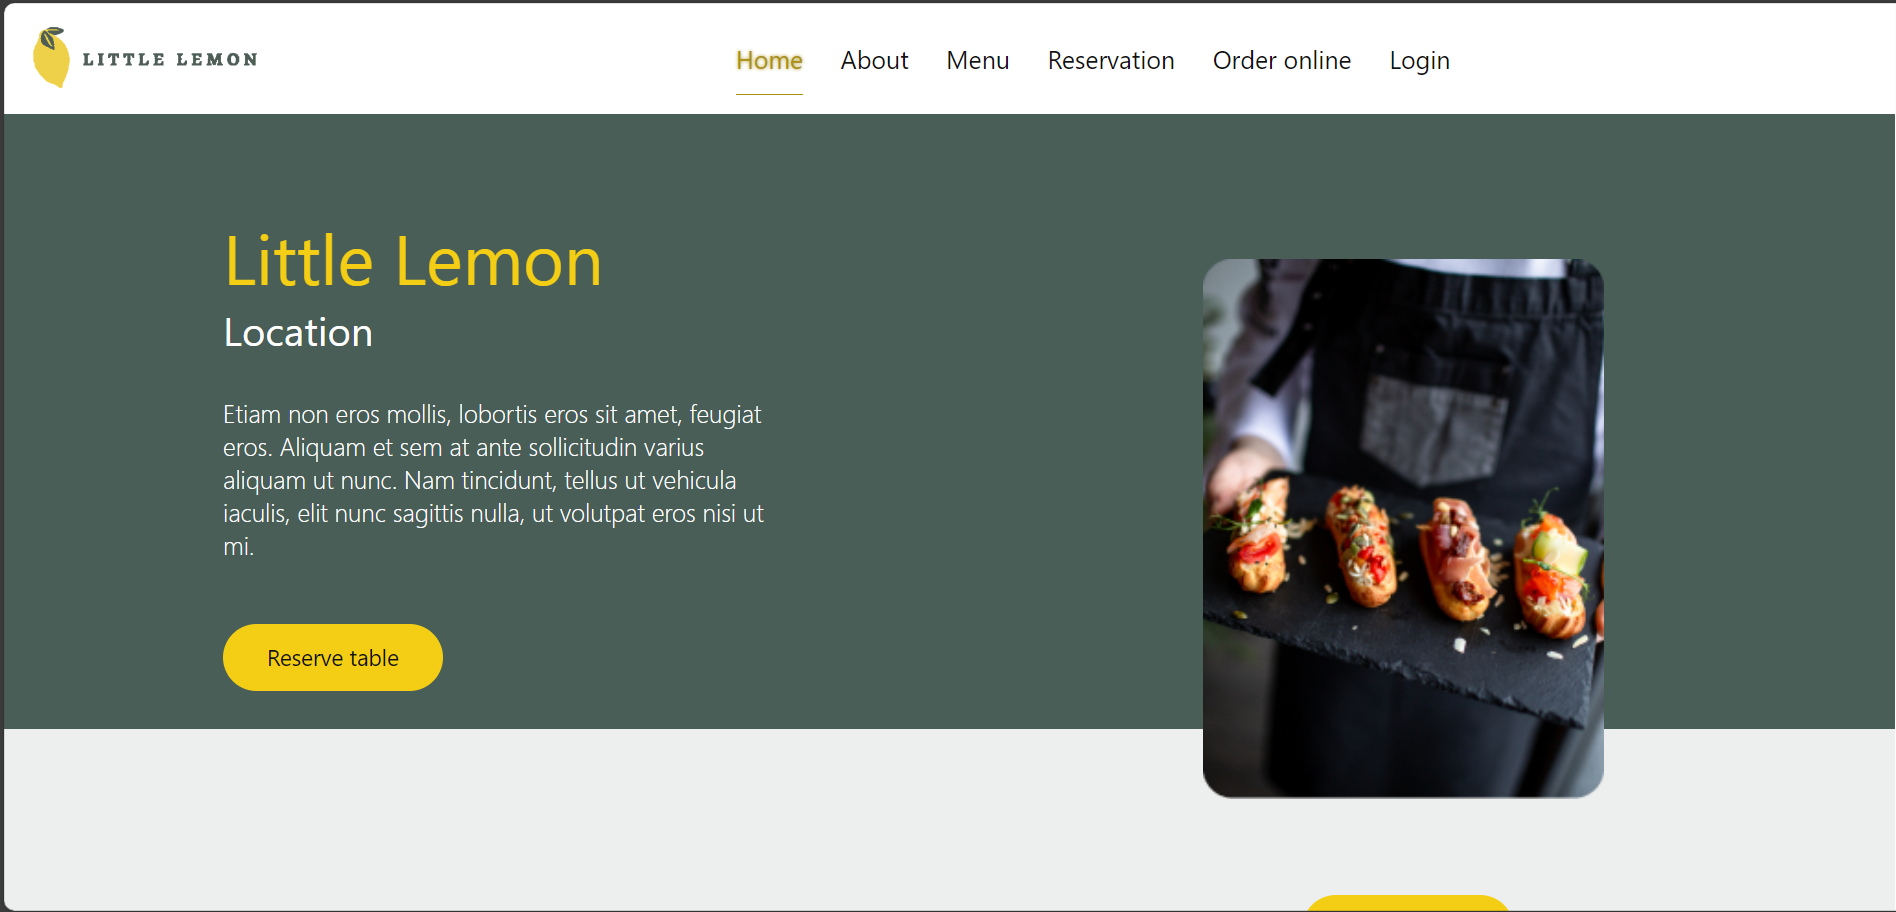 LITTLE LEMON
Home About Menu Reservation Order online Login
Little Lemon
Location
Etiam non eros mollis, lobortis eros sit amet, feugiat
eros. Aliquam et sem at ante sollicitudin varius
aliquam ut nunc. Nam tincidunt, tellus ut vehicula
iaculis, elit nunc sagittis nulla, ut volutpat eros nisi ut
mi.
Reserve table